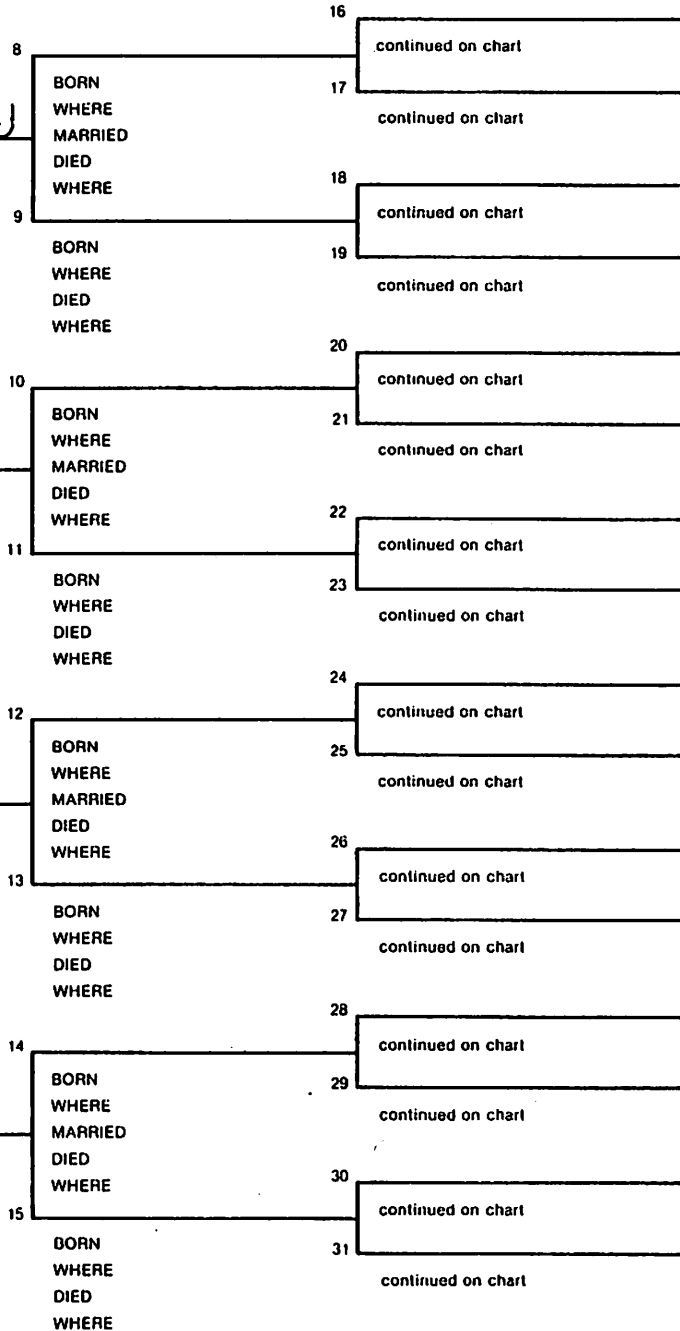 16
continued on chart
8
BORN
17
WHERE
continued on chart
MARRIED
DIED
WHERE
18
9
continued on chart
BORN
19
WHERE
continued on chart
DIED
WHERE
20
10
continued on chart
BORN
21
WHERE
continued on chart
MARRIED
DIED
WHERE
22
11
continued on chart
BORN
23
WHERE
continued on chart
DIED
WHERE
24
12
continued on chart
BORN
25
WHERE
continued on chart
MARRIED
DIED
WHERE
26
13
continued on chart
BORN
27
WHERE
continued on chart
DIED
WHERE
28
14
continued on chart
BORN
29
WHERE
continued on chart
MARRIED
DIED
WHERE
30
15
continued on chart
BORN
31
WHERE
continued on chart
DIED
WHERE